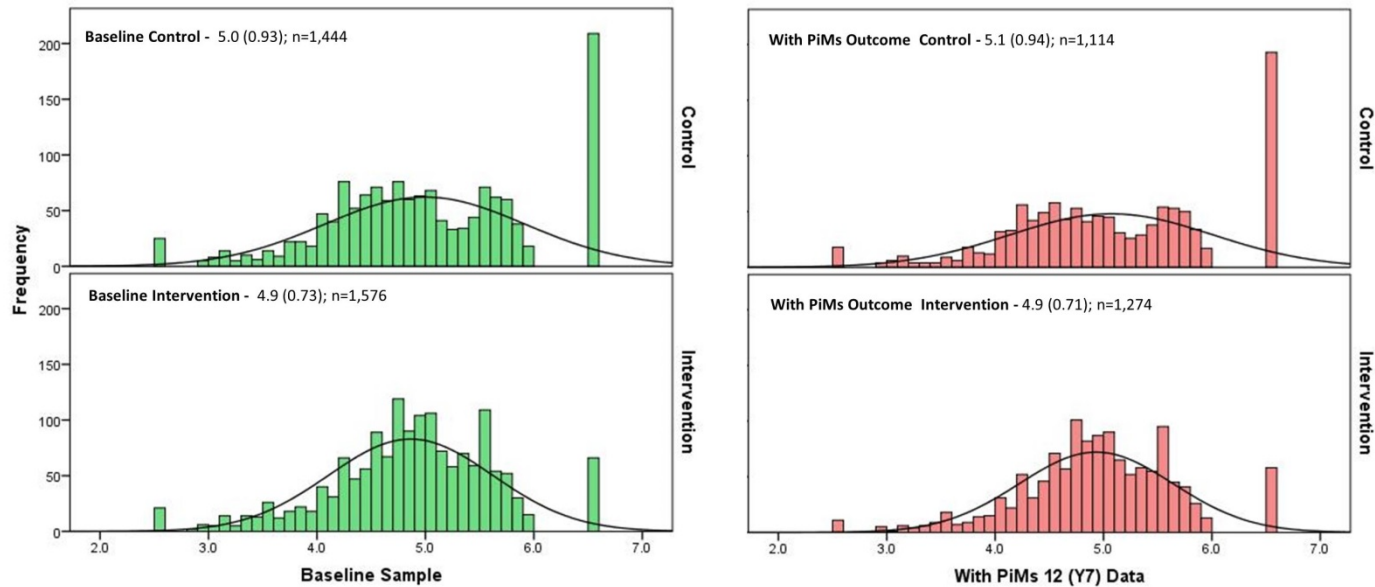 Baseline Control - 5.0 (0.93); n=1,444
200
150
100
50
0
Control
Frequency
Baseline Intervention - 4.9 (0.73); n=1,576
200
150
100
50
0
Intervention
2.0 3.0 4.0 5.0 6.0 7.0
Baseline Sample
With PiMs Outcome Control - 5.1 (0.94); n=1,114
Control
With PiMs Outcome Intervention - 4.9 (0.71); n=1,274
Intervention
2.0 3.0 4.0 5.0 6.0 7.0
With PiMs 12 (Y7) Data